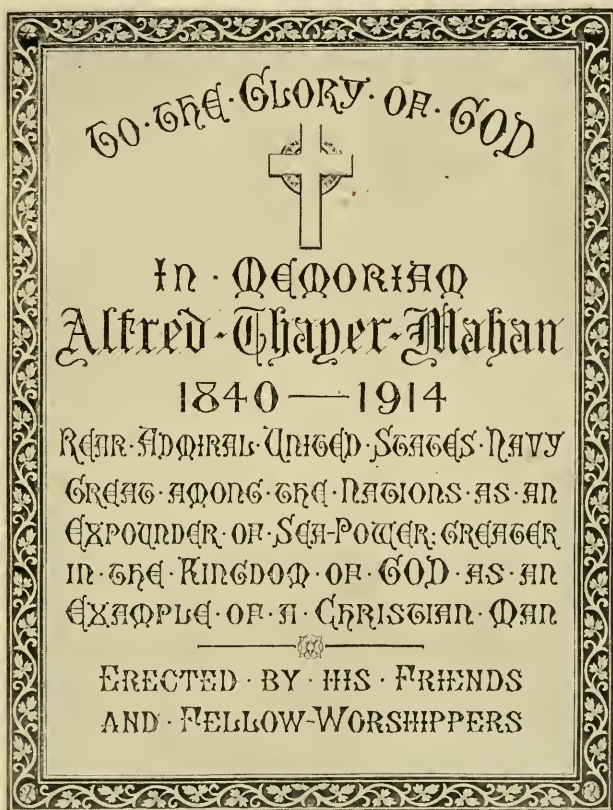 TO·THE·GLORY·OF·GOD
IN·MEMORIAM
Alfred-Thayer-Mahan
1840—1914
REAR·ADMIRAL·UNITED·STATES·NAVY
GREAT·AMONG·THE·NATIONS·AS·AN
EXPOUNDER·OF·SEA-POWER; GREATER
IN·THE·KINGDOM·OF·GOD·AS·AN
EXAMPLE·OF·A·CHRISTIAN·MAN
ERECTED·BY·HIS·FRIENDS
AND·FELLOW-WORSHIPPERS